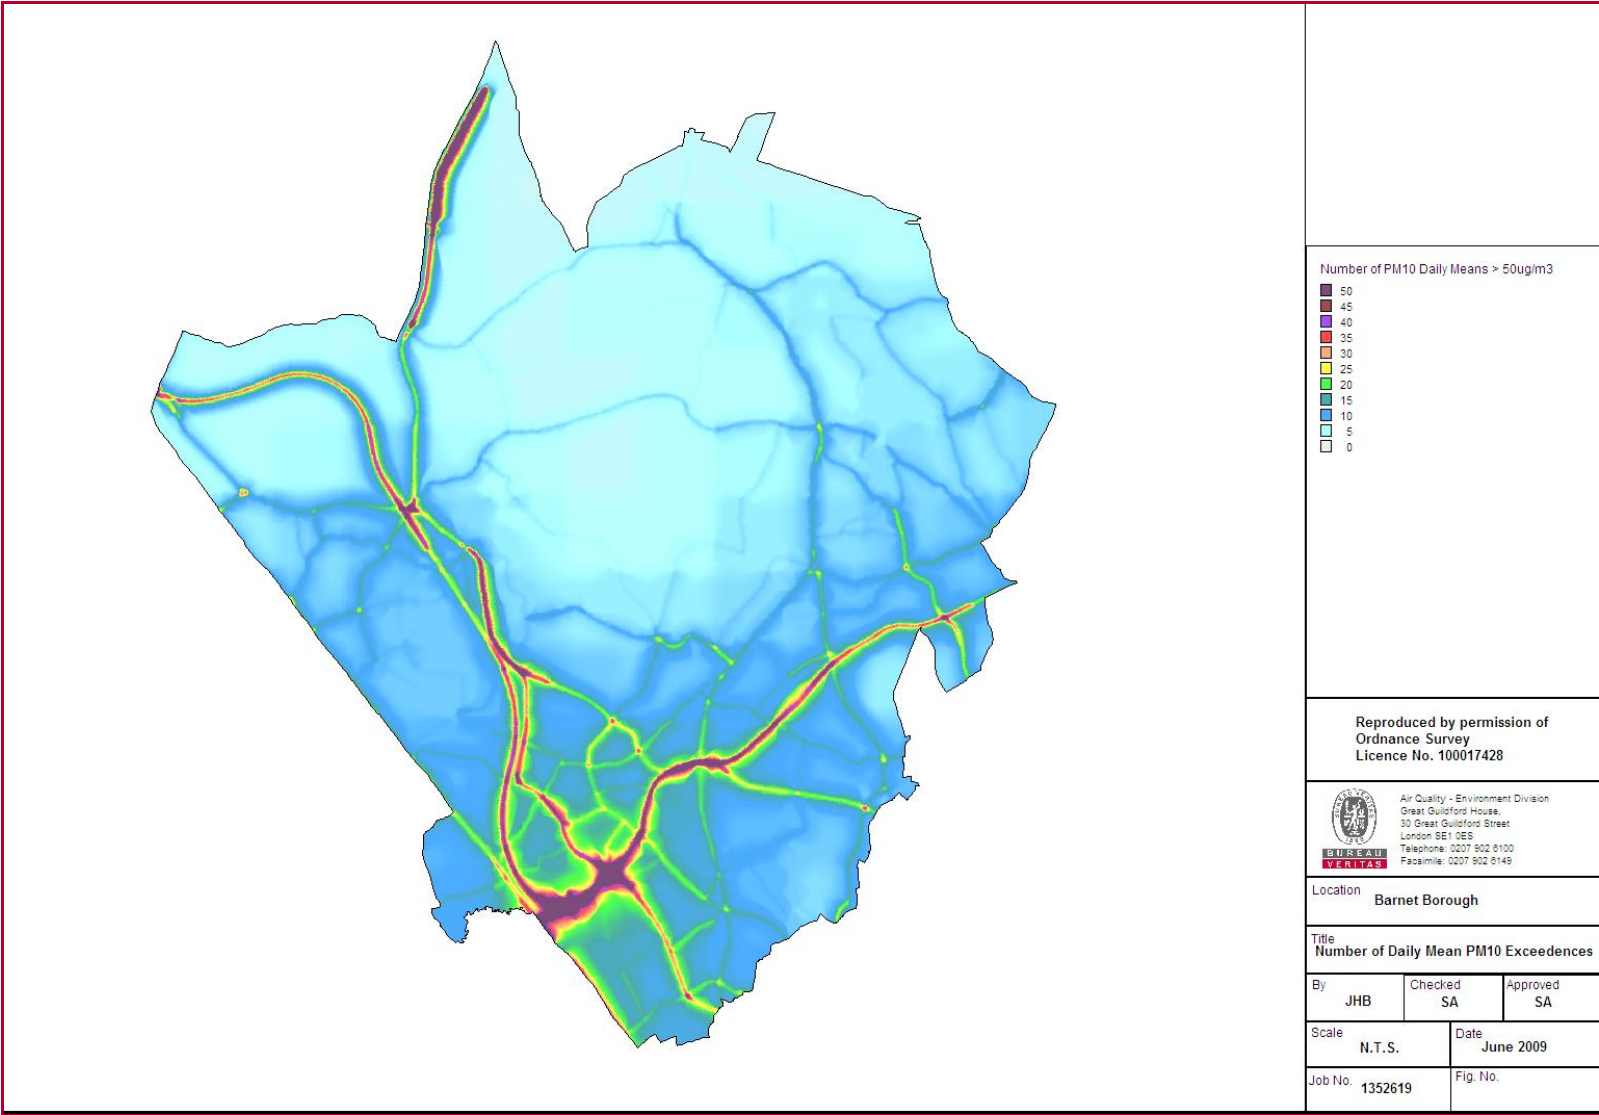 Number of PM10 Daily Means > 50ug/m3
50
45
40
35
30
25
20
15
10
5
0
Reproduced by permission of
Ordnance Survey
Licence No. 100017428
Air Quality - Environment Division
Great Guildford House,
30 Great Guildford Street
London SE1 0ES
Telephone: 0207 902 6100
Facsimile: 0207 902 6149
BUREAU
VERITAS
Location
Barnet Borough
Title
Number of Daily Mean PM10 Exceedences
By
JHB
Checked
SA
Approved
SA
Scale
N.T.S.
Date
June 2009
Job No. 1352619
Fig. No.